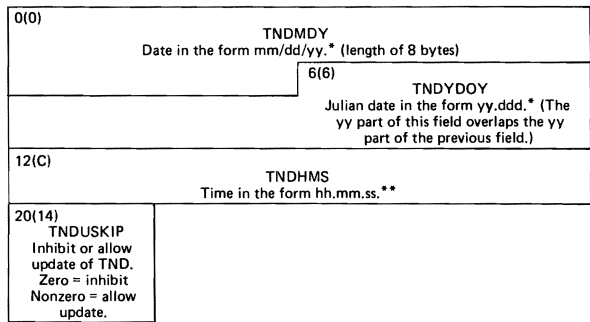 0(0)
TNDMDY
Date in the form mm/dd/yy.* (length of 8 bytes)
6(6)
TNDYDOY
Julian date in the form yy.ddd.* (The
yy part of this field overlaps the yy
part of the previous field.)
12(C)
TNDHMS
Time in the form hh.mm.ss.**
20(14)
TNDUSKIP
Inhibit or allow
update of TND.
Zero = inhibit
Nonzero = allow
update.